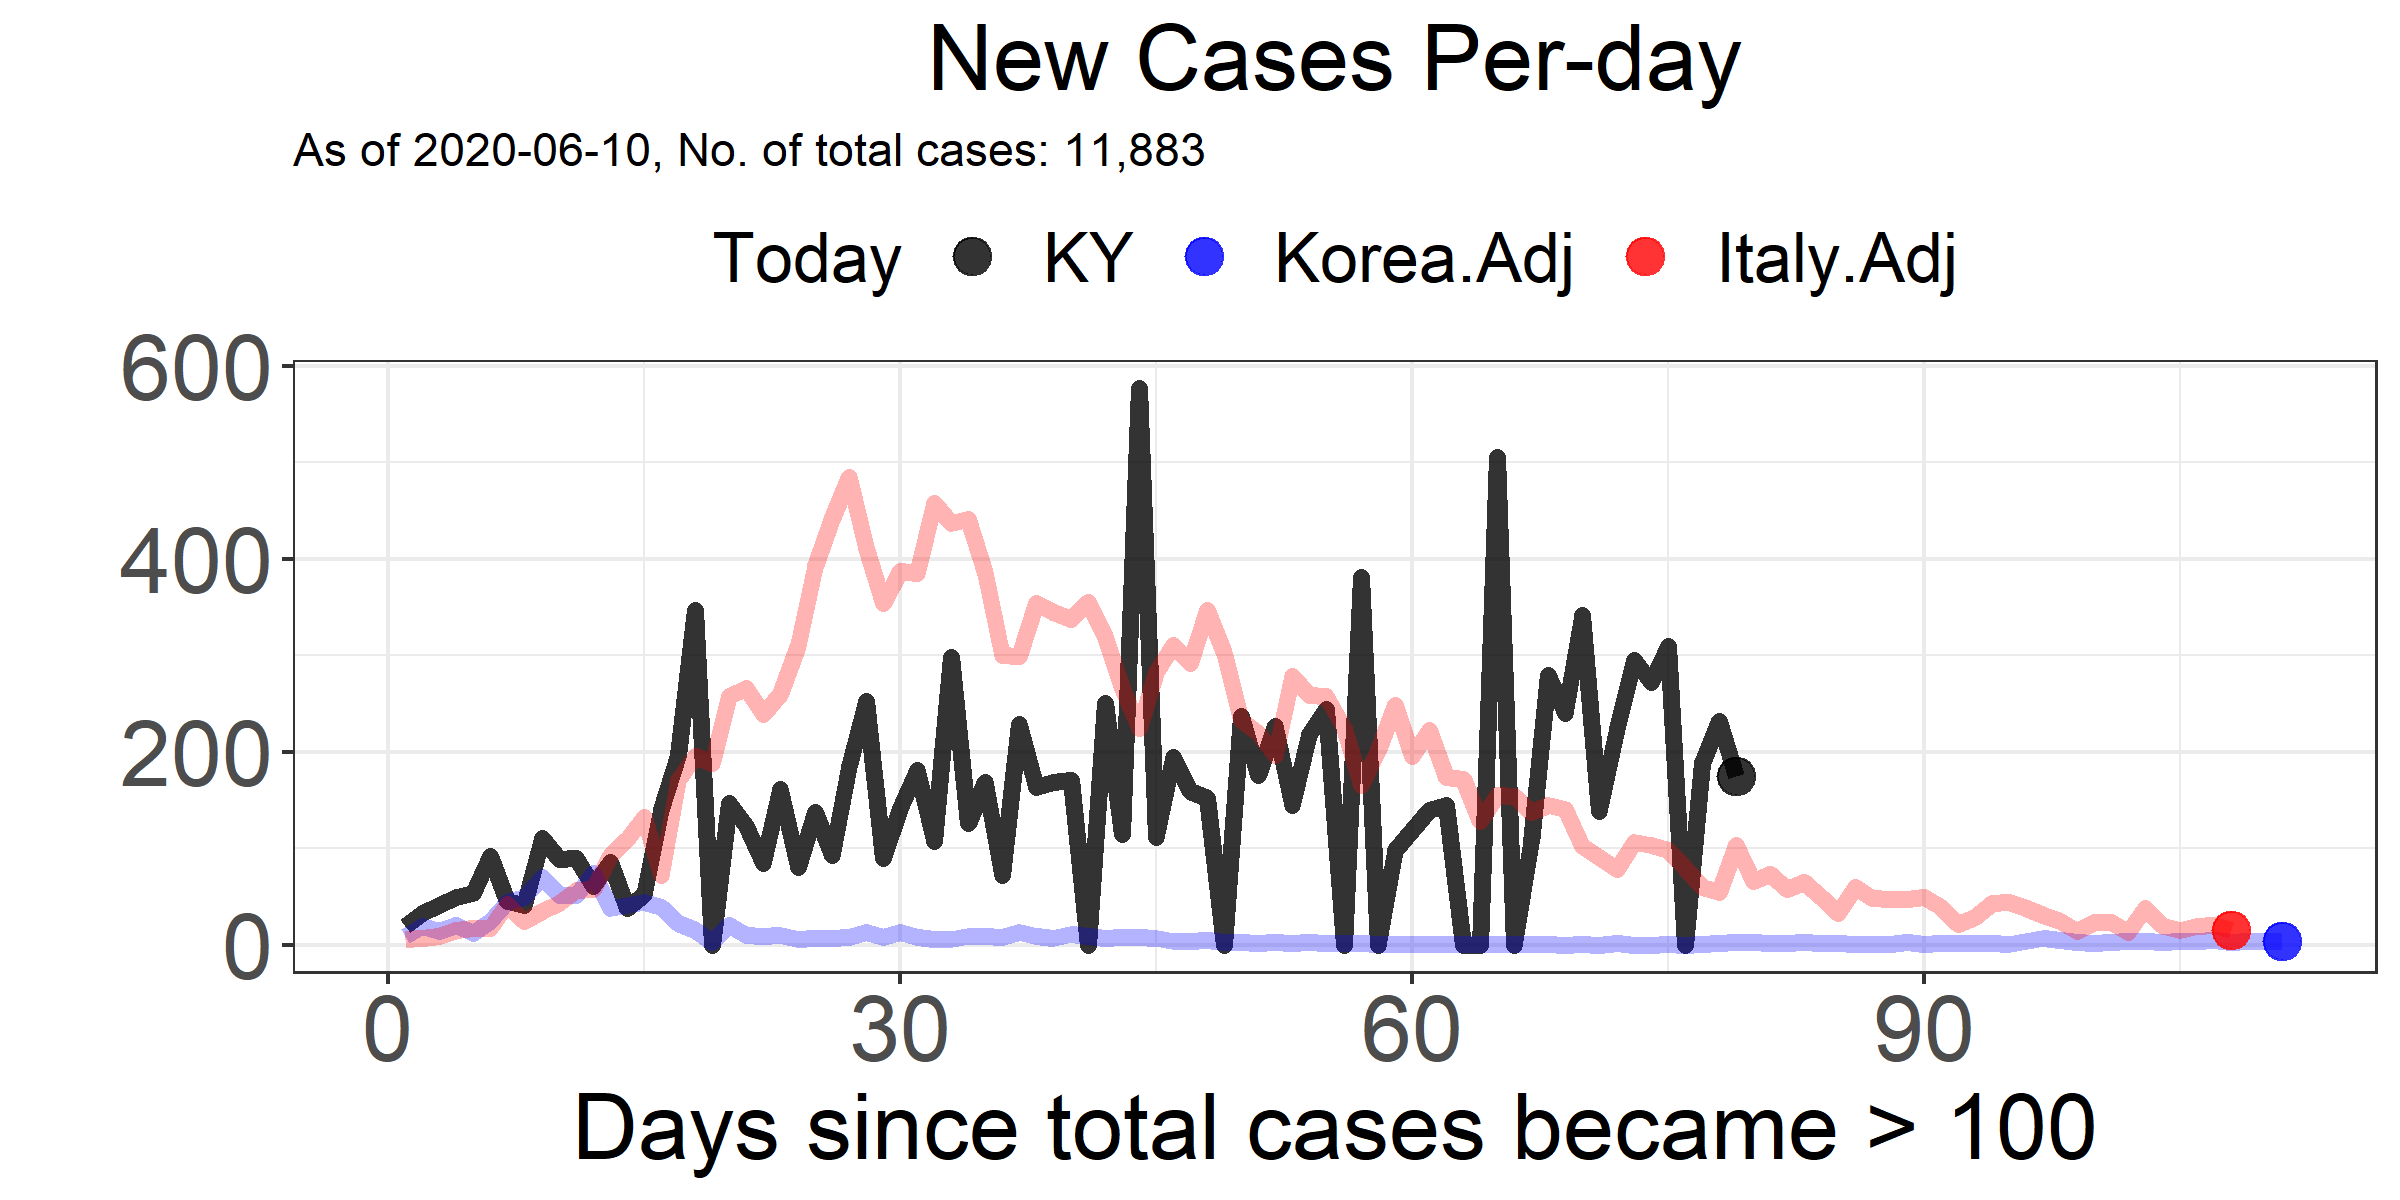 New Cases Per-day
As of 2020-06-10, No. of total cases: 11,883
Today KY Korea.Adj Italy.Adj
600
400
200
0
0 30 60 90
Days since total cases became > 100